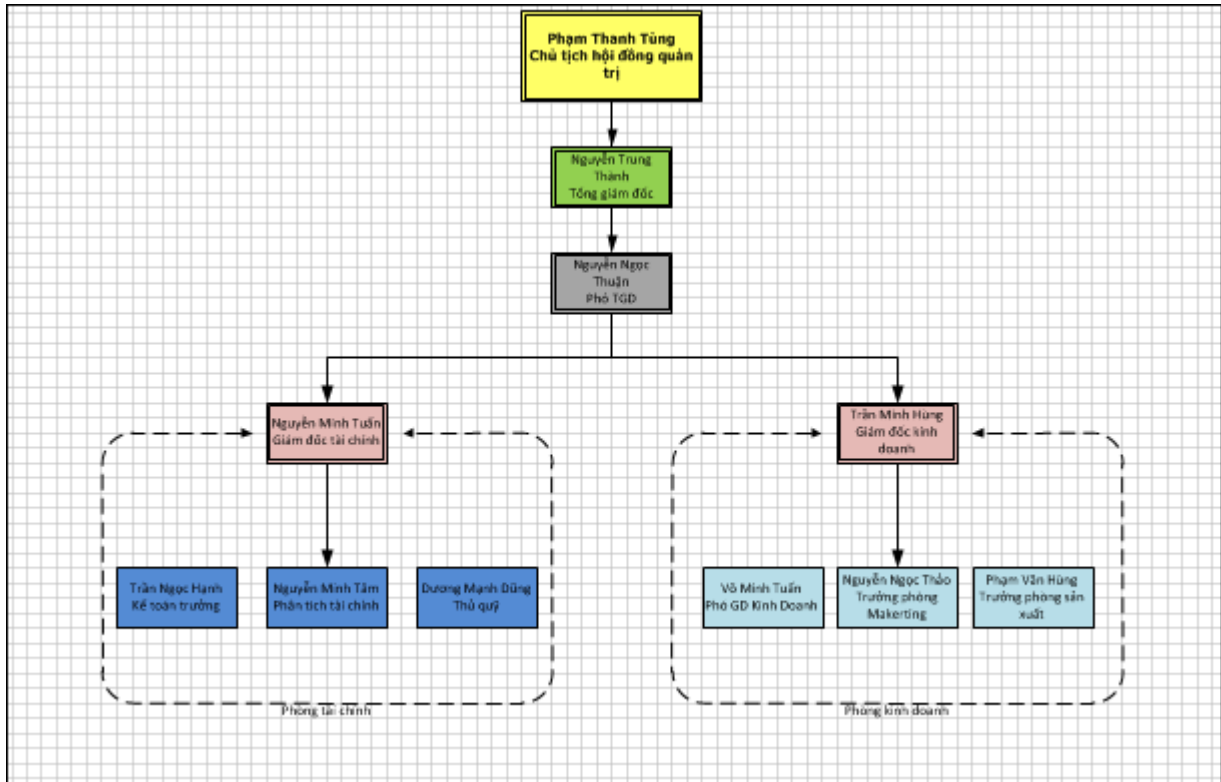 Phạm Thanh Tùng
Chủ tịch hội đồng quản
trị
Nguyễn Trung
Thành
Tổng giám đốc
Nguyễn Ngọc
Thuận
Phó TGD
Nguyễn Minh Tuấn
Giám đốc tài chính
Trần Minh Hùng
Giám đốc kinh
doanh
Trần Ngọc Hạnh
Kế toán trưởng
Nguyễn Minh Tâm
Phân tích tài chính
Dương Mạnh Dũng
Thủ quỹ
Võ Minh Tuấn
Phó GD Kinh Doanh
Nguyễn Ngọc Thảo
Trưởng phòng
Makerting
Phạm Văn Hùng
Trưởng phòng sản
xuất
Phòng tài chính
Phòng kinh doanh